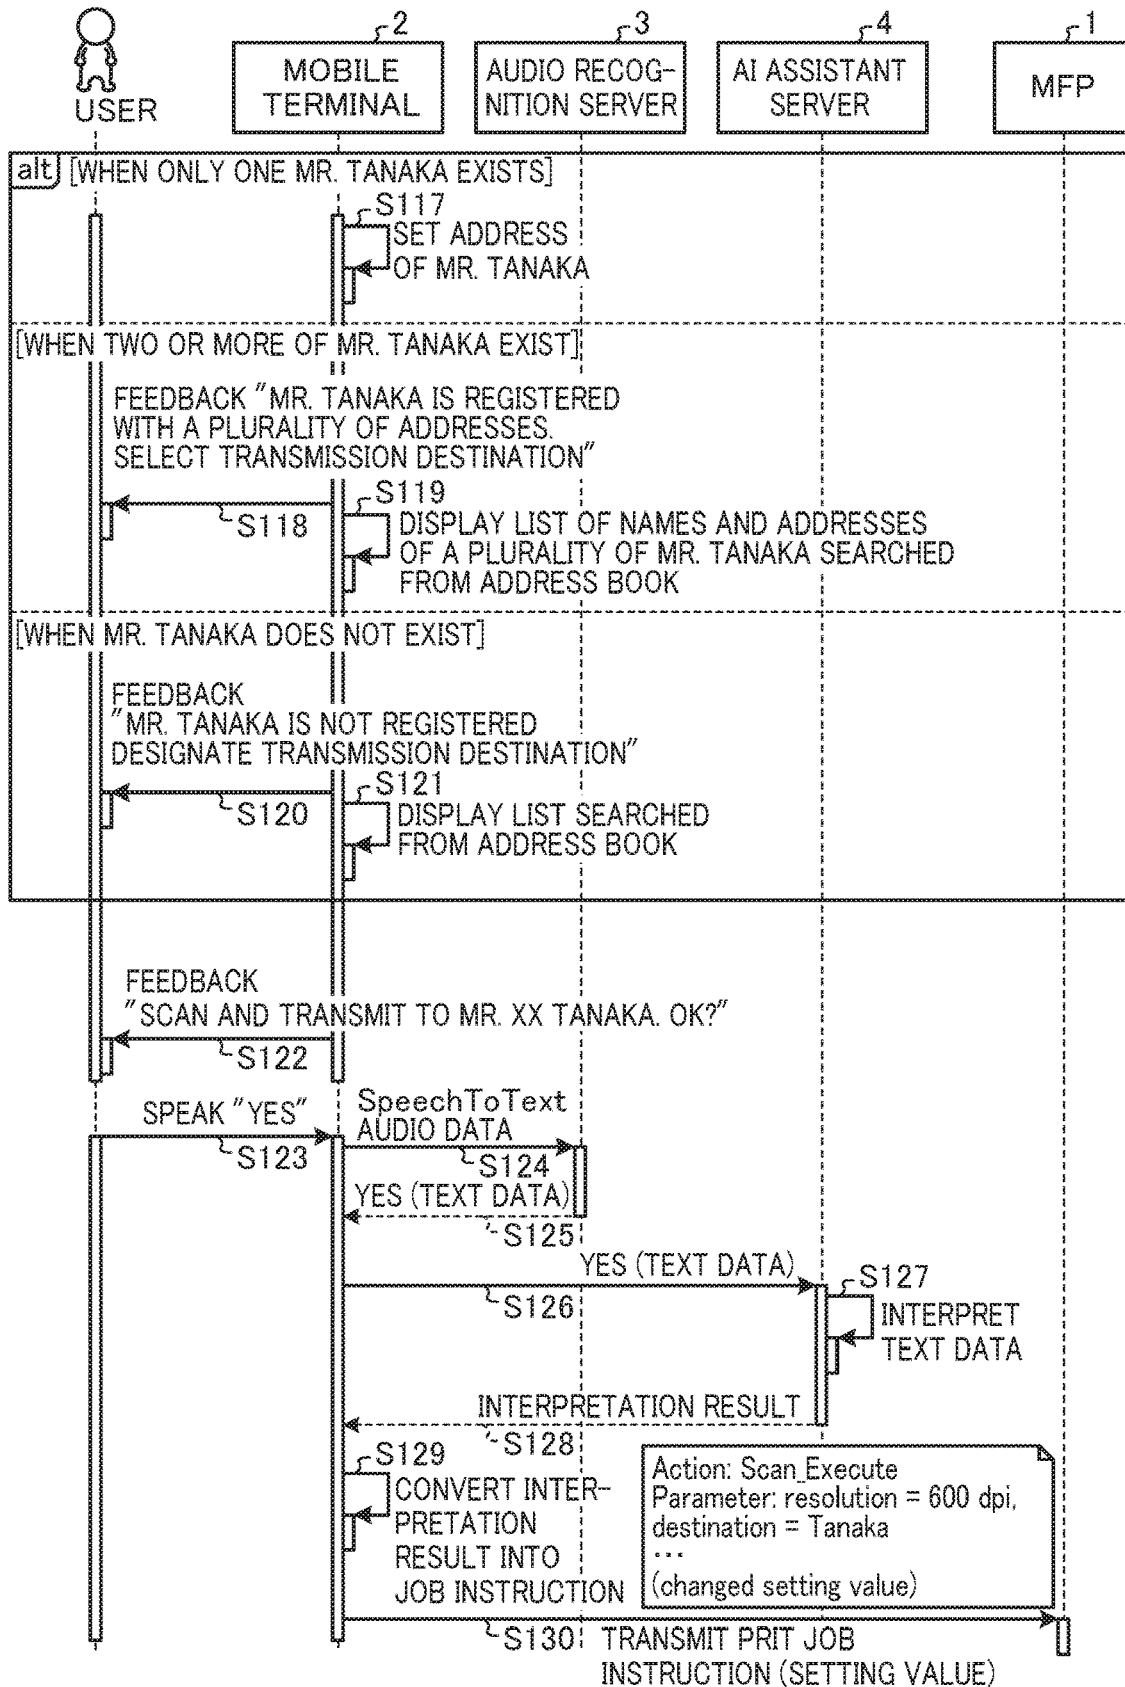 2
3
4
1
USER
MOBILE
TERMINAL
AUDIO RECOG-
NITION SERVER
AI ASSISTANT
SERVER
MFP
alt
[WHEN ONLY ONE MR. TANAKA EXISTS]
S117
SET ADDRESS
OF MR. TANAKA
[WHEN TWO OR MORE OF MR. TANAKA EXIST]
FEEDBACK "MR. TANAKA IS REGISTERED
WITH A PLURALITY OF ADDRESSES.
SELECT TRANSMISSION DESTINATION"
S118
S119
DISPLAY LIST OF NAMES AND ADDRESSES
OF A PLURALITY OF MR. TANAKA SEARCHED
FROM ADDRESS BOOK
[WHEN MR. TANAKA DOES NOT EXIST]
FEEDBACK
"MR. TANAKA IS NOT REGISTERED
DESIGNATE TRANSMISSION DESTINATION"
S120
S121
DISPLAY LIST SEARCHED
FROM ADDRESS BOOK
FEEDBACK
"SCAN AND TRANSMIT TO MR. XX TANAKA. OK?"
S122
SPEAK "YES"
S123
SpeechToText
AUDIO DATA
S124
YES (TEXT DATA)
S125
YES (TEXT DATA)
S126
S127
INTERPRET
TEXT DATA
INTERPRETATION RESULT
S128
S129
CONVERT INTER-
PRETATION
RESULT INTO
JOB INSTRUCTION
Action: Scan_Execute
Parameter: resolution = 600 dpi,
destination = Tanaka
...
(changed setting value)
S130
TRANSMIT PRIT JOB
INSTRUCTION (SETTING VALUE)